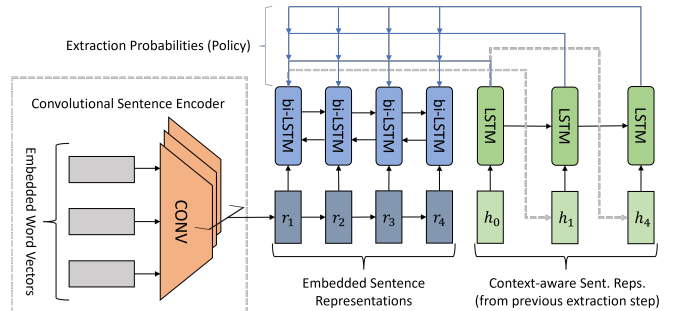 Extraction Probabilities (Policy)
Convolutional Sentence Encoder
Embedded Word Vectors
CONV
bi-LSTM
bi-LSTM
bi-LSTM
bi-LSTM
LSTM
LSTM
LSTM
r1
r2
r3
r4
h0
h1
h4
Embedded Sentence
Representations
Context-aware Sent. Reps.
(from previous extraction step)